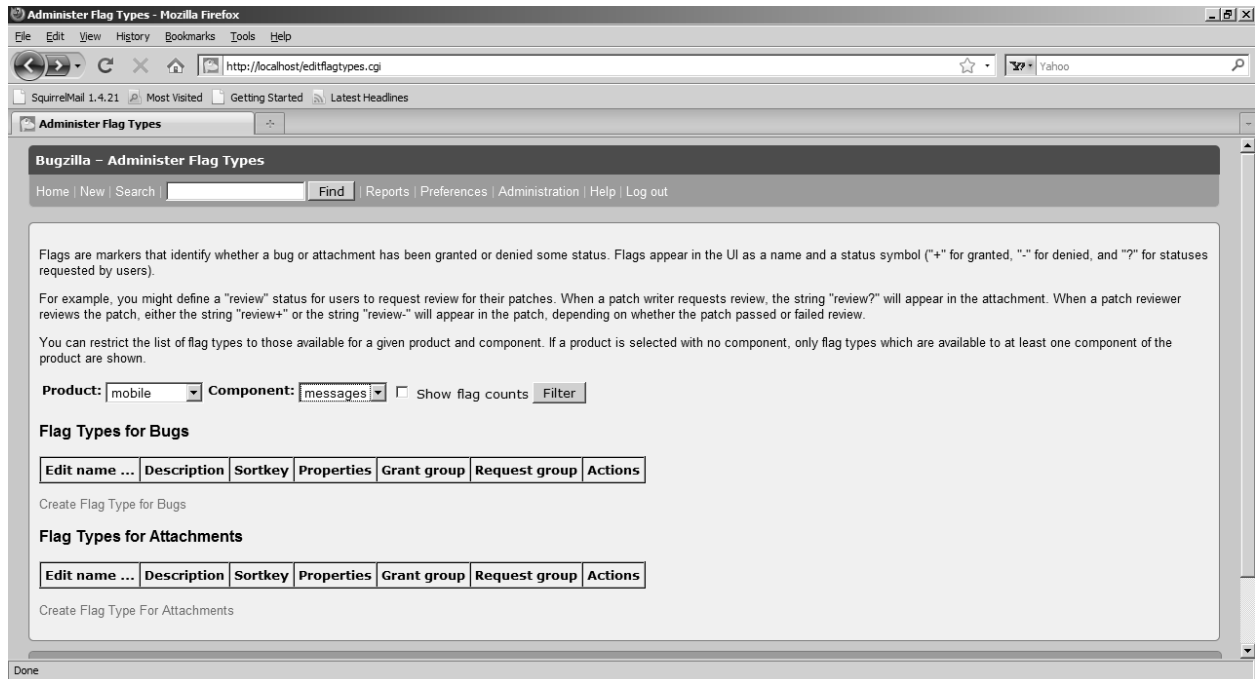 Administer Flag Types - Mozilla Firefox
File Edit View History Bookmarks Tools Help
http://localhost/editflagtypes.cgi
Yahoo
SquirrelMail 1.4.21 Most Visited Getting Started Latest Headlines
Administer Flag Types
Bugzilla – Administer Flag Types
Home | New | Search | Find | Reports | Preferences | Administration | Help | Log out
Flags are markers that identify whether a bug or attachment has been granted or denied some status. Flags appear in the UI as a name and a status symbol ("+" for granted, "-" for denied, and "?" for statuses
requested by users).
For example, you might define a "review" status for users to request review for their patches. When a patch writer requests review, the string "review?" will appear in the attachment. When a patch reviewer
reviews the patch, either the string "review+" or the string "review-" will appear in the patch, depending on whether the patch passed or failed review.
You can restrict the list of flag types to those available for a given product and component. If a product is selected with no component, only flag types which are available to at least one component of the
product are shown.
Product: mobile Component: messages Show flag counts Filter
Flag Types for Bugs
Edit name ... Description Sortkey Properties Grant group Request group Actions
Create Flag Type for Bugs
Flag Types for Attachments
Edit name ... Description Sortkey Properties Grant group Request group Actions
Create Flag Type For Attachments
Done